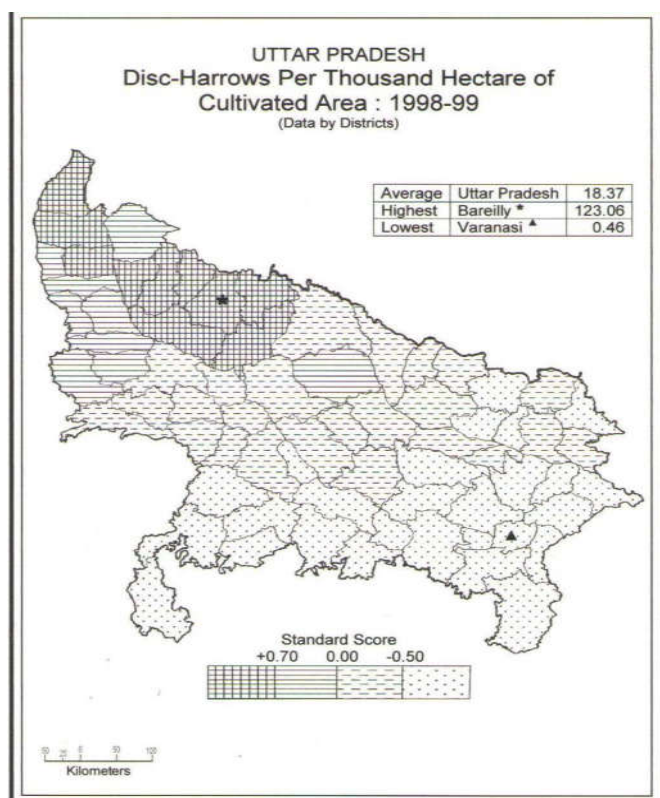 UTTAR PRADESH
Disc-Harrows Per Thousand Hectare of
Cultivated Area : 1998-99
(Data by Districts)
Average Uttar Pradesh 18.37
Highest Bareilly * 123.06
Lowest Varanasi ▲ 0.46
Standard Score
+0.70 0.00 -0.50
Kilometers